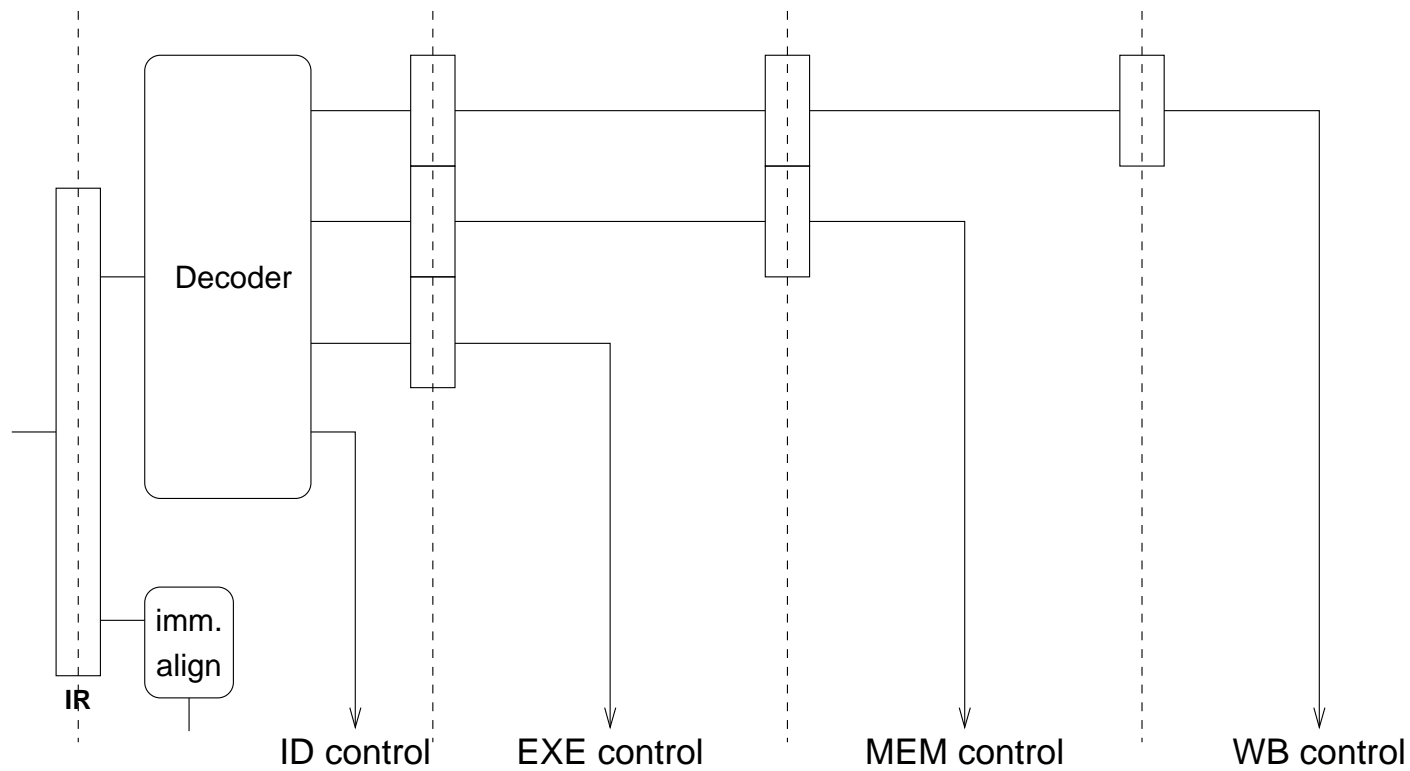 Decoder
imm.
align
IR
ID control
EXE control
MEM control
WB control